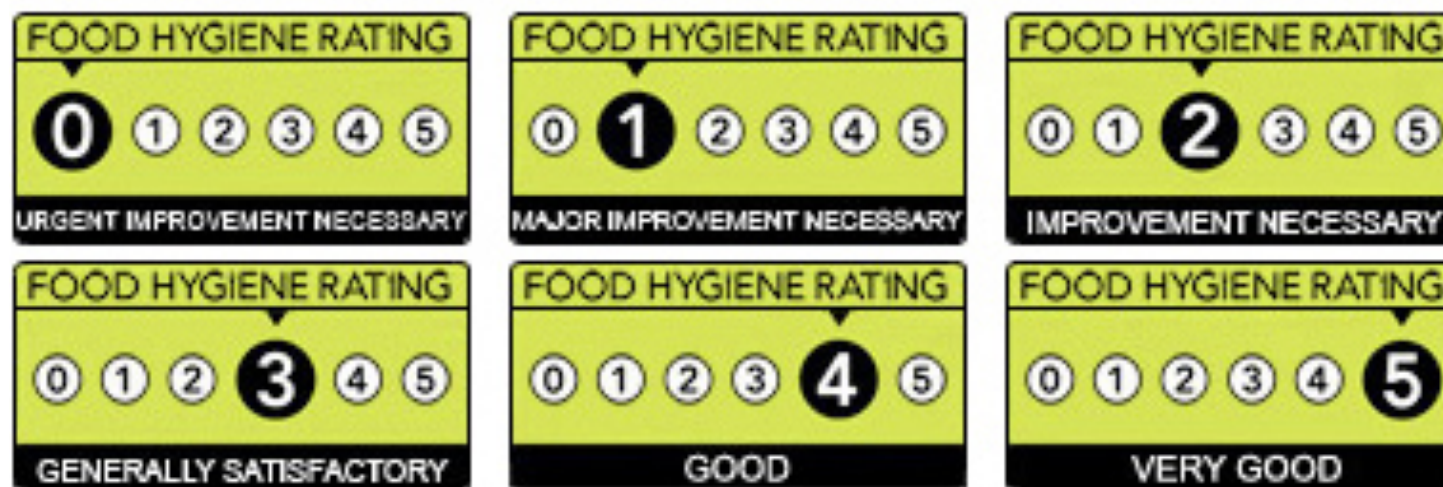 FOOD HYGIENE RATING
0 1 2 3 4 5
URGENT IMPROVEMENT NECESSARY
FOOD HYGIENE RATING
0 1 2 3 4 5
MAJOR IMPROVEMENT NECESSARY
FOOD HYGIENE RATING
0 1 2 3 4 5
IMPROVEMENT NECESSARY
FOOD HYGIENE RATING
0 1 2 3 4 5
GENERALLY SATISFACTORY
FOOD HYGIENE RATING
0 1 2 3 4 5
GOOD
FOOD HYGIENE RATING
0 1 2 3 4 5
VERY GOOD